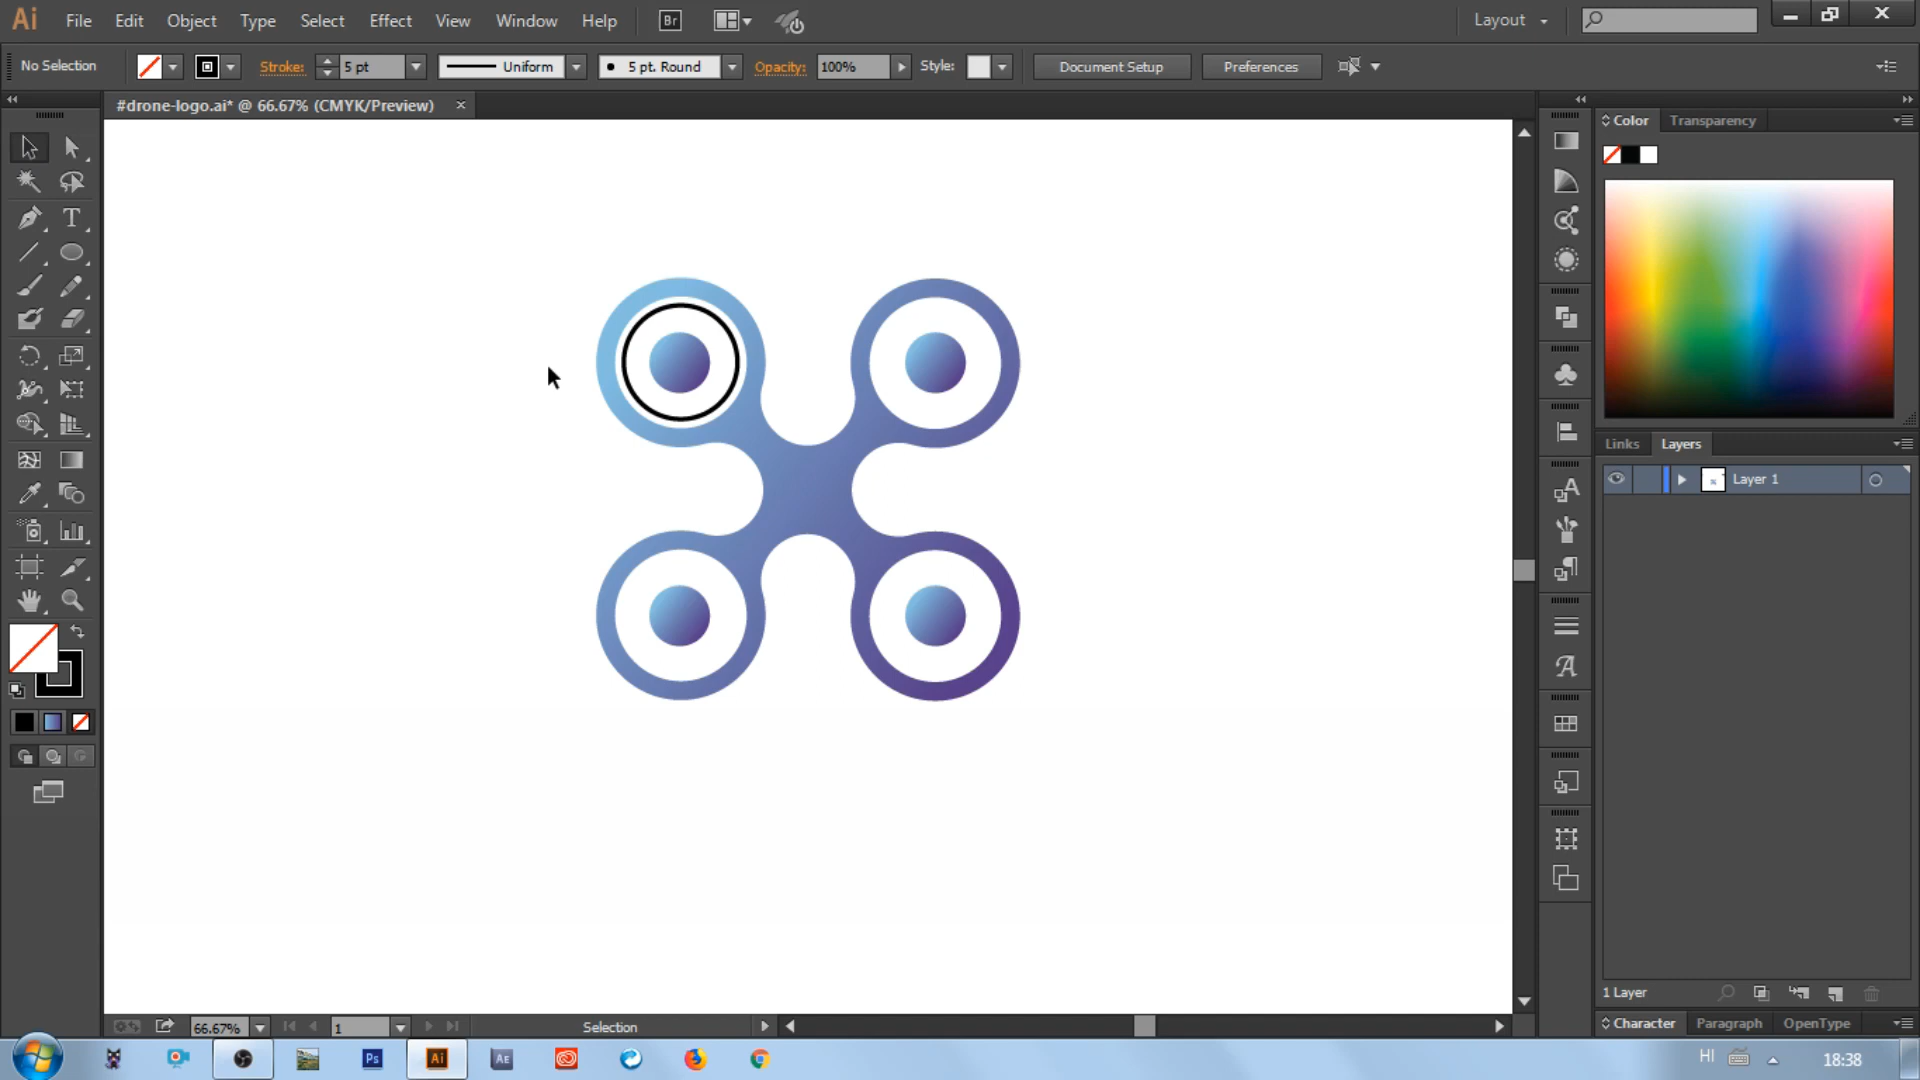 Ai File Edit Object Type Select Effect View Window Help Br Layout
No Selection Stroke: 5 pt Uniform 5 pt. Round Opacity: 100% Style: Document Setup Preferences
#drone-logo.ai* @ 66.67% (CMYK/Preview)
Color Transparency
Links Layers
Layer 1
1 Layer
66.67% 1 Selection
Character Paragraph OpenType
Ps Ai AE HI 18:38